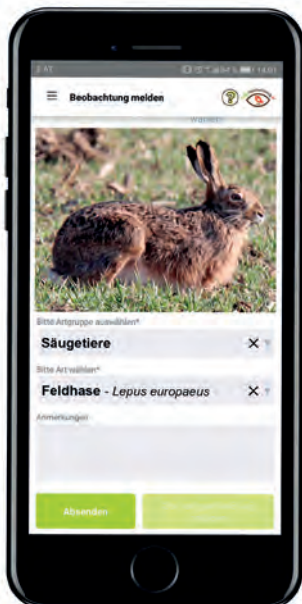 Beobachtung melden
Bitte Artgruppe auswählen*
Säugetiere
Bitte Art wählen*
Feldhase - Lepus europaeus
Anmerkungen
Absenden